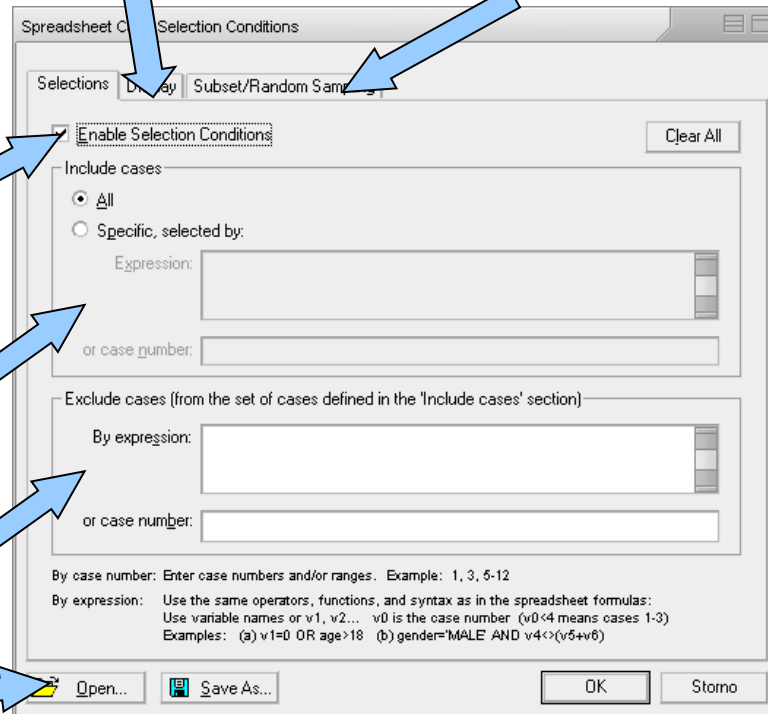 Spreadsheet Selection Conditions
Selections Subset/Random
Enable Selection Conditions Clear All
Include cases
All
Specific, selected by:
Expression:
or case number:
Exclude cases (from the set of cases defined in the 'Include cases' section)
By expression:
or case number:
By case number: Enter case numbers and/or ranges. Example: 1, 3, 5-12
By expression: Use the same operators, functions, and syntax as in the spreadsheet formulas:
Use variable names or v1, v2... v0 is the case number (v0<4 means cases 1-3)
Examples: (a) v1=0 OR age>18 (b) gender='MALE' AND v4<>(v5+v6)
Open... Save As... OK Storno